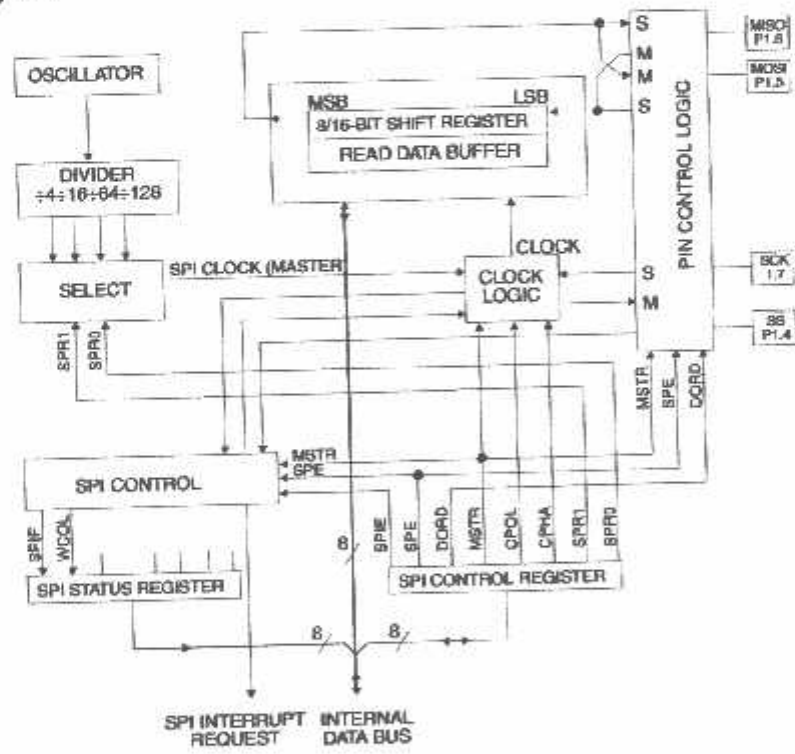 OSCILLATOR
DIVIDER
÷4÷16÷64÷128
SELECT
SPI CLOCK (MASTER
SPR1
SPR0
MSB
LSB
8/16-BIT SHIFT REGISTER
READ DATA BUFFER
CLOCK
CLOCK
LOGIC
S
M
M
S
S
M
PIN CONTROL LOGIC
MISO
P1.6
MOSI
P1.5
SCK
1.7
SS
P1.4
MSTR
SPE
DORD
MSTR
SPE
SPI CONTROL
SPIF
WCOL
SPI STATUS REGISTER
8
SPIE
SPE
DORD
MSTR
CPOL
CPHA
SPR1
SPR0
SPI CONTROL REGISTER
8
8
SPI INTERRUPT
REQUEST
INTERNAL
DATA BUS